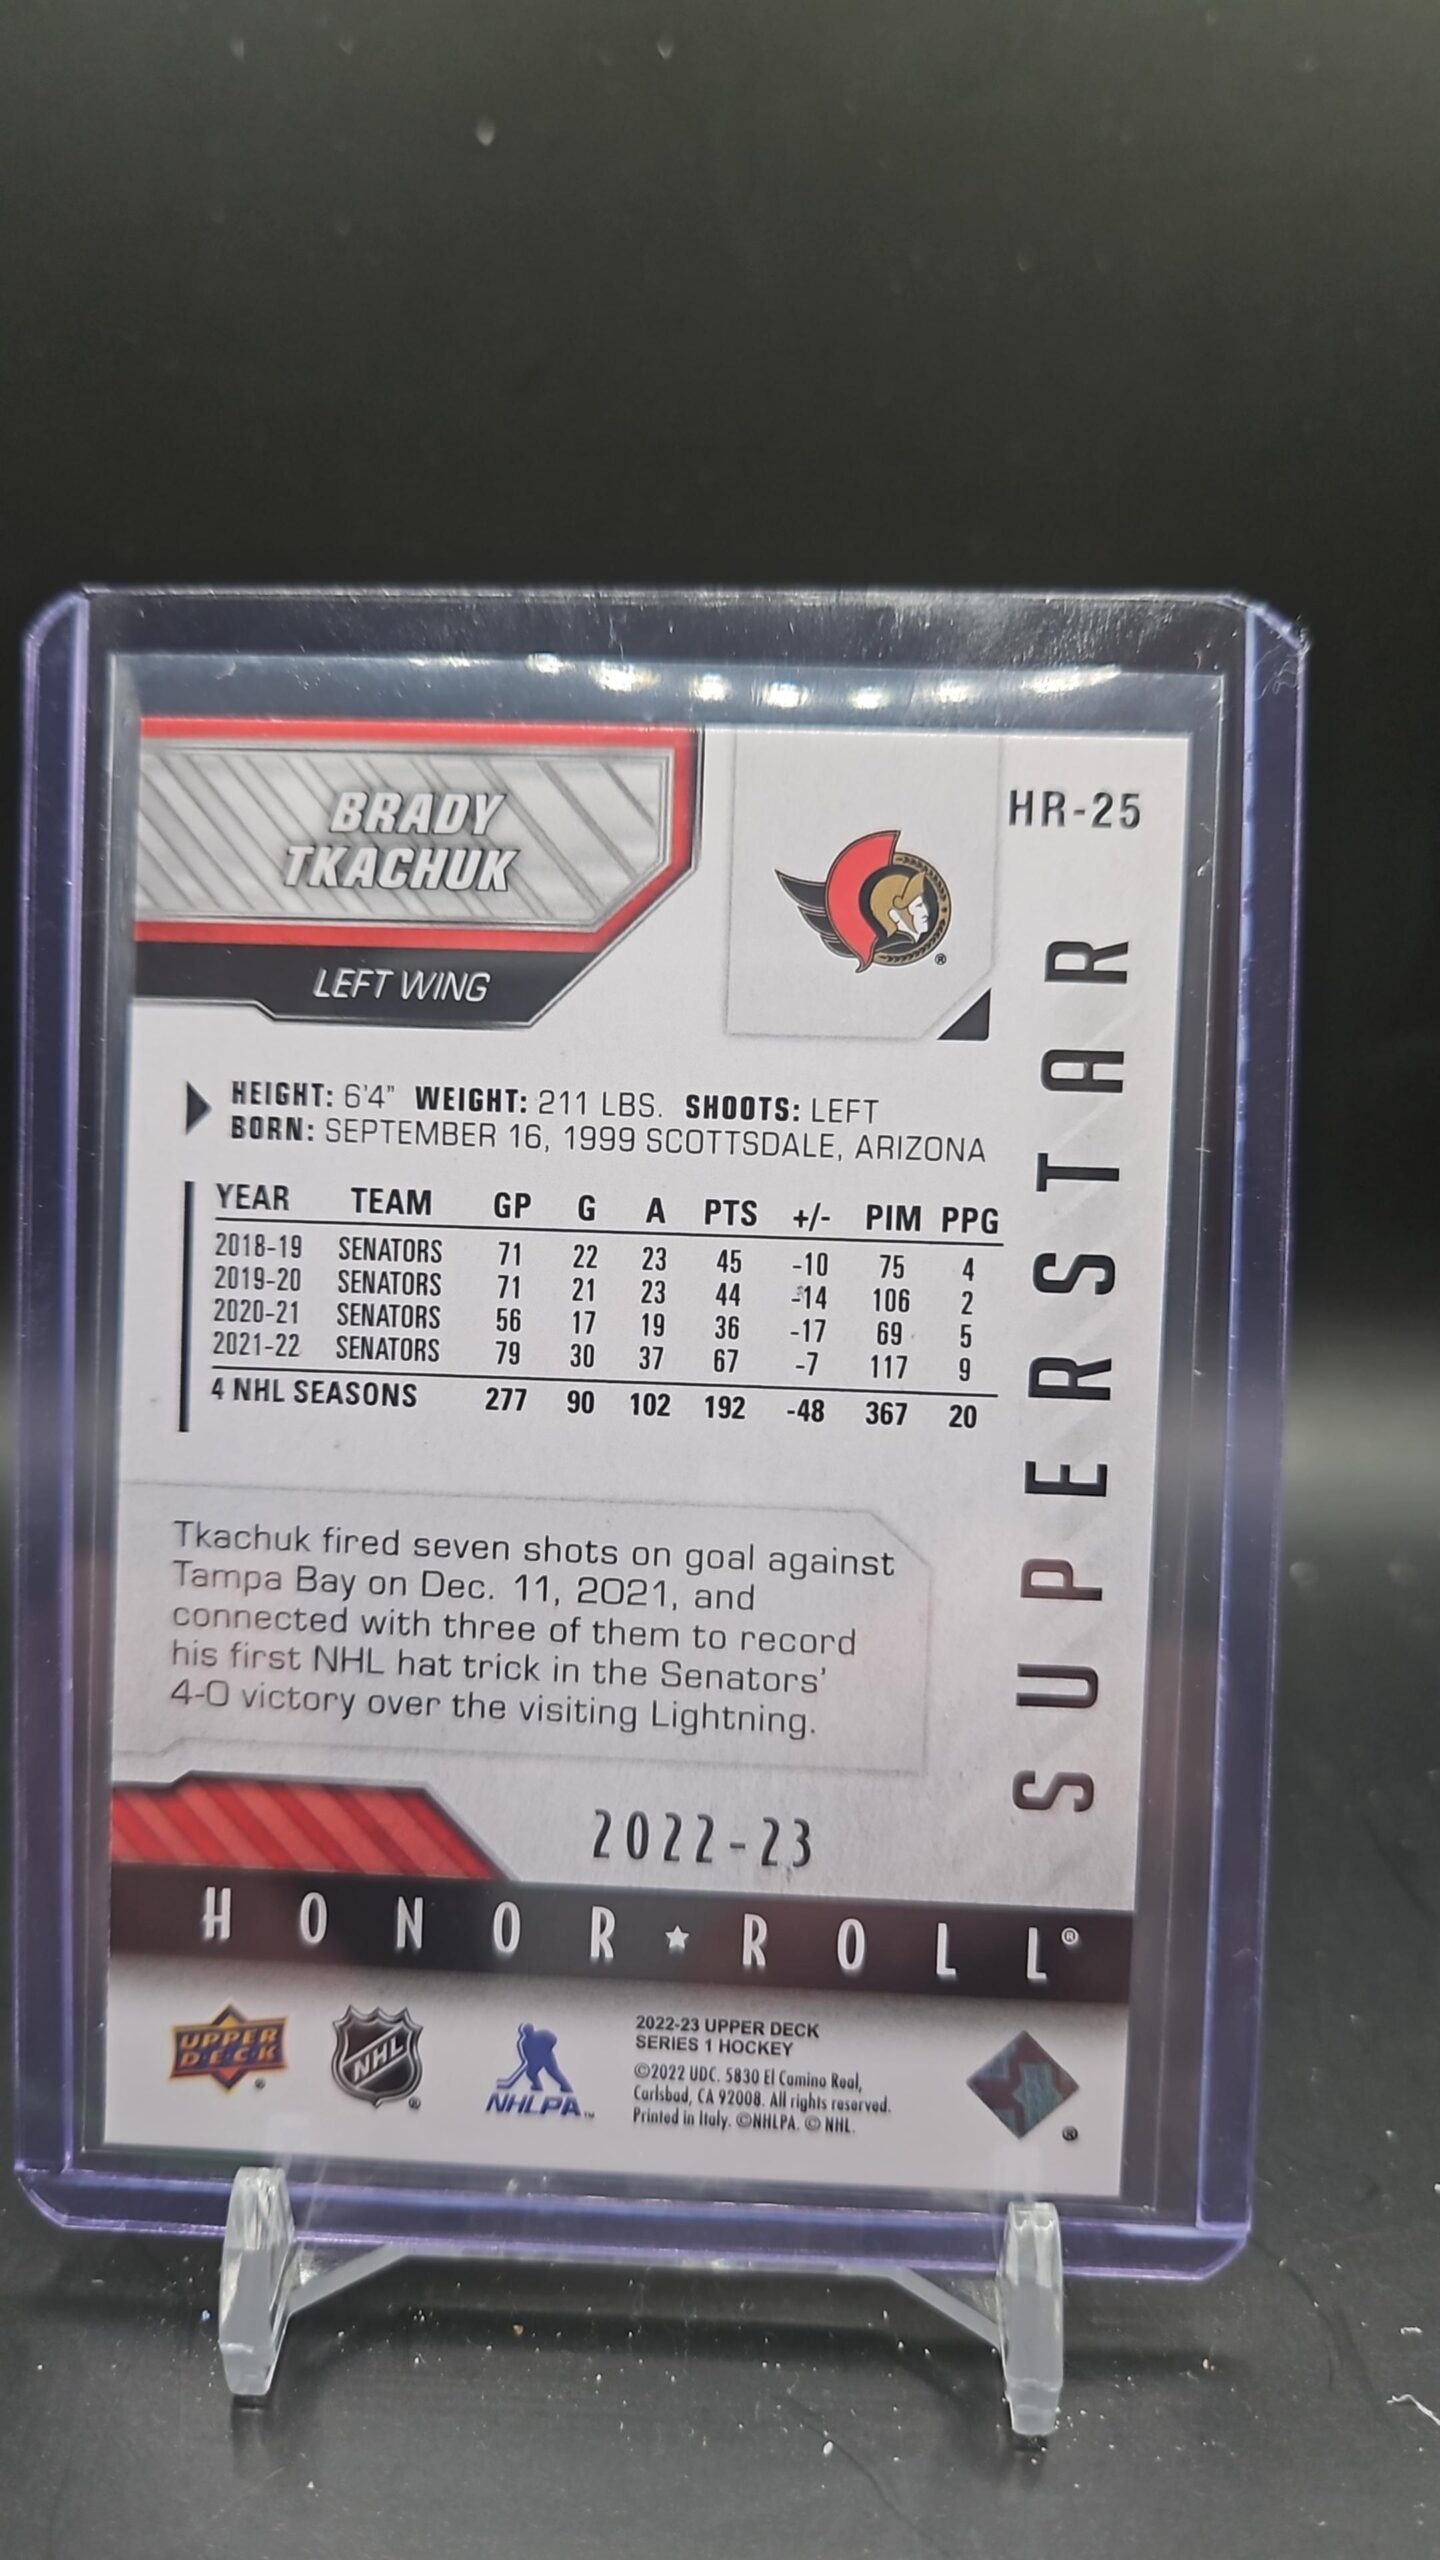 BRADY
TKACHUK
LEFT WING
HR-25
SUPERSTAR
HEIGHT: 6'4" WEIGHT: 211 LBS. SHOOTS: LEFT
BORN: SEPTEMBER 16, 1999 SCOTTSDALE, ARIZONA
YEAR TEAM GP G A PTS +/- PIM PPG
2018-19 SENATORS 71 22 23 45 -10 75 4
2019-20 SENATORS 71 21 23 44 -14 106 2
2020-21 SENATORS 56 17 19 36 -17 69 5
2021-22 SENATORS 79 30 37 67 -7 117 9
4 NHL SEASONS 277 90 102 192 -48 367 20
Tkachuk fired seven shots on goal against
Tampa Bay on Dec. 11, 2021, and
connected with three of them to record
his first NHL hat trick in the Senators'
4-0 victory over the visiting Lightning.
2022-23
HONOR ★ ROLL®
UPPER
DECK
NHL
NHLPA™
2022-23 UPPER DECK
SERIES 1 HOCKEY
©2022 UDC. 5830 El Camino Real,
Carlsbad, CA 92008. All rights reserved.
Printed in Italy. ©NHLPA. © NHL.